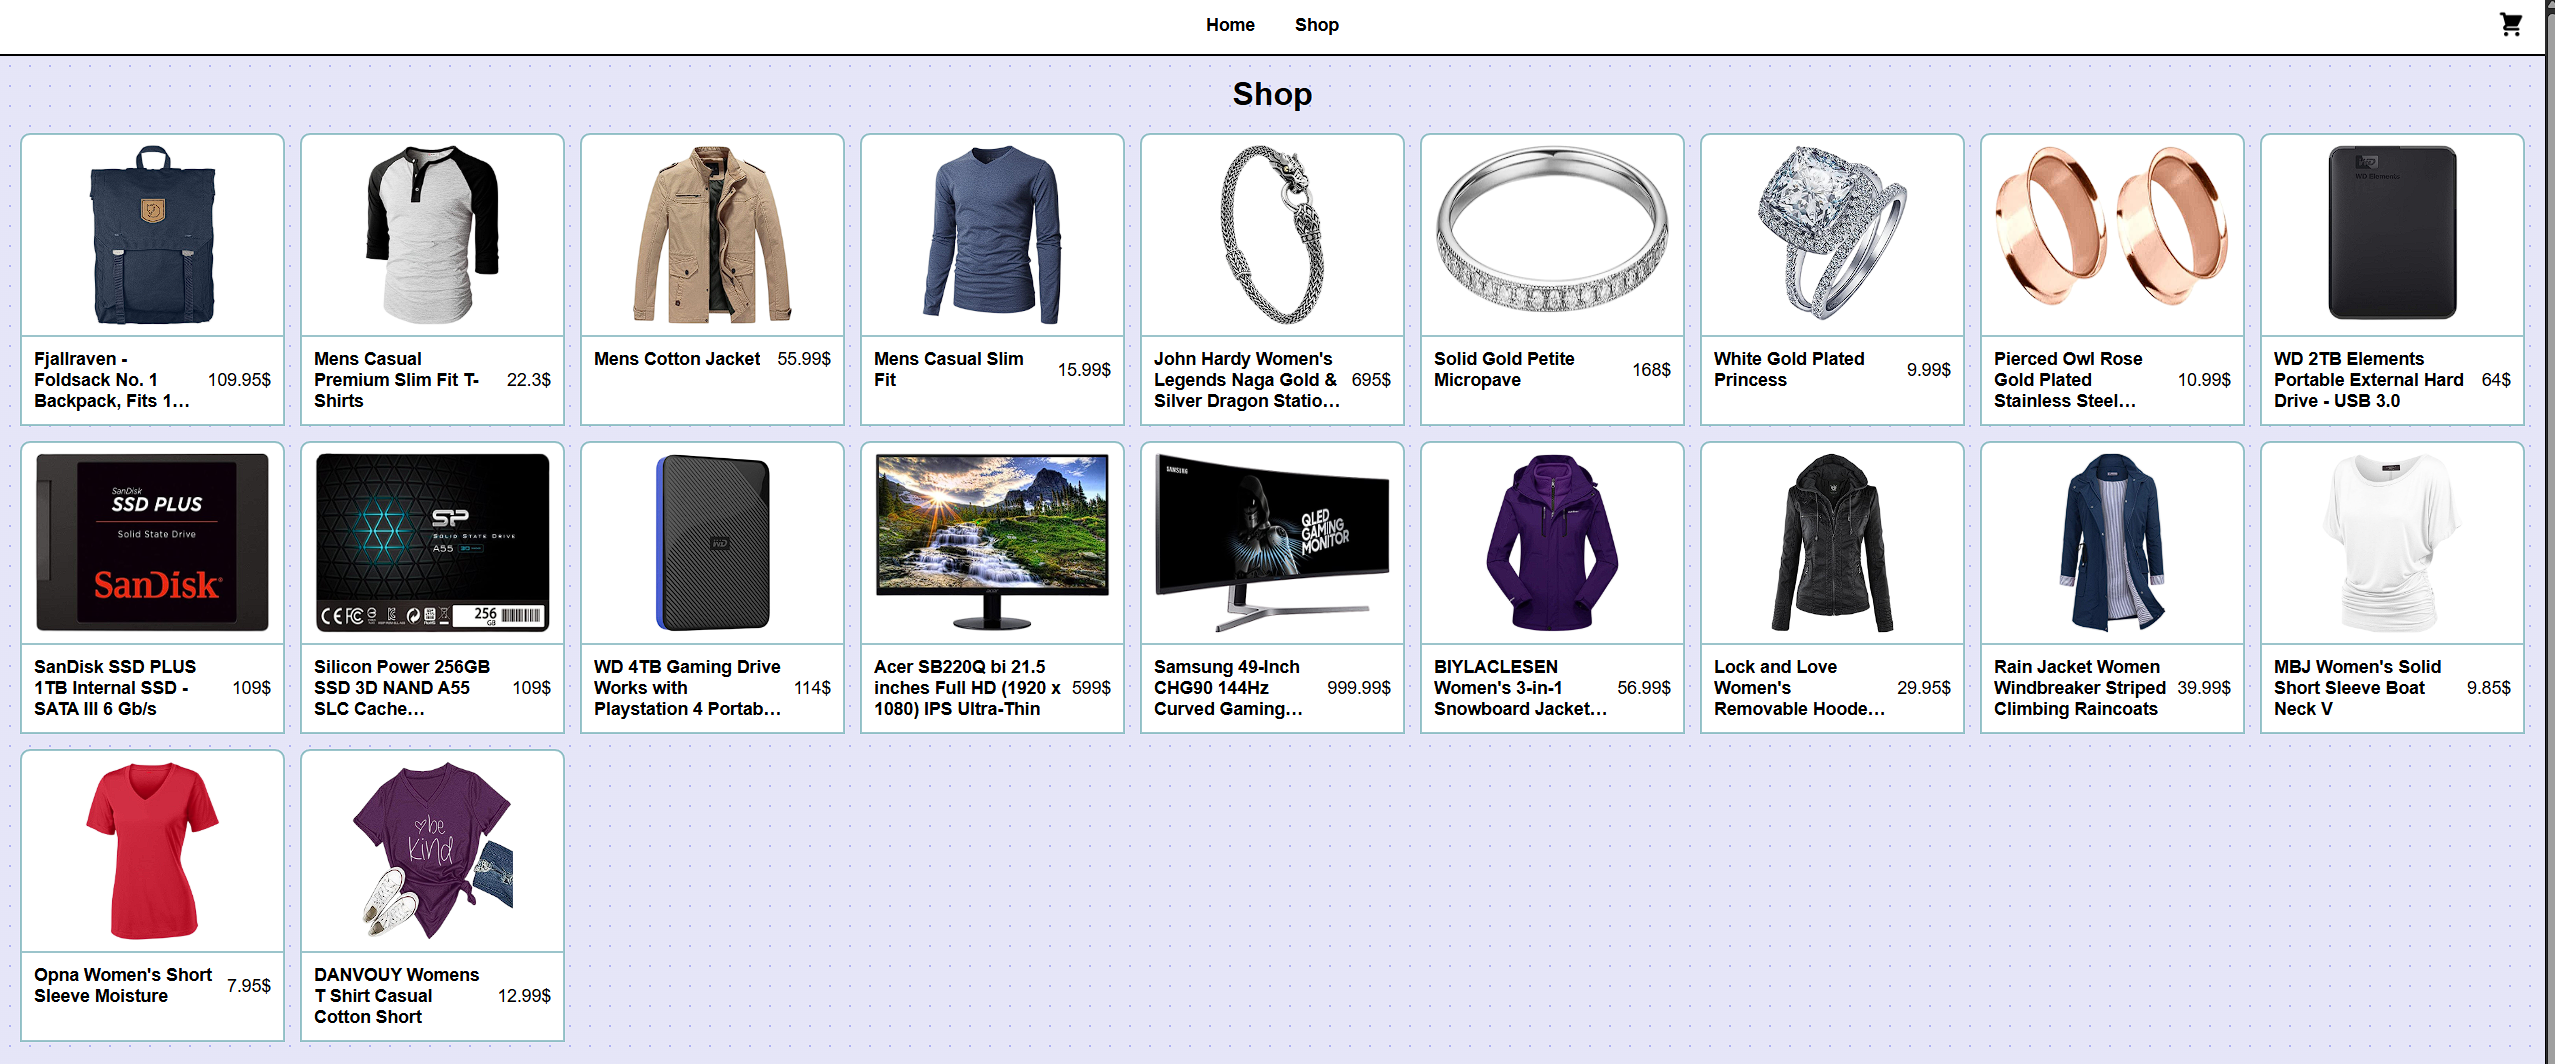 Home
Shop
Shop
WD
WD Elements
Fjallraven -
Foldsack No. 1
Backpack, Fits 1...
109.95$
Mens Casual
Premium Slim Fit T-
Shirts
22.3$
Mens Cotton Jacket
55.99$
Mens Casual Slim
Fit
15.99$
John Hardy Women's
Legends Naga Gold &
Silver Dragon Statio...
695$
Solid Gold Petite
Micropave
168$
White Gold Plated
Princess
9.99$
Pierced Owl Rose
Gold Plated
Stainless Steel...
10.99$
WD 2TB Elements
Portable External Hard
Drive - USB 3.0
64$
SanDisk
SSD PLUS
Solid State Drive
SanDisk
SP
SOLID STATE DRIVE
A55
256
GB
WD
acer
SAMSUNG
QLED
GAMING
MONITOR
SanDisk SSD PLUS
1TB Internal SSD -
SATA III 6 Gb/s
109$
Silicon Power 256GB
SSD 3D NAND A55
SLC Cache...
109$
WD 4TB Gaming Drive
Works with
Playstation 4 Portab...
114$
Acer SB220Q bi 21.5
inches Full HD (1920 x
1080) IPS Ultra-Thin
599$
Samsung 49-Inch
CHG90 144Hz
Curved Gaming...
999.99$
BIYLACLESEN
Women's 3-in-1
Snowboard Jacket...
56.99$
Lock and Love
Women's
Removable Hoode...
29.95$
Rain Jacket Women
Windbreaker Striped
Climbing Raincoats
39.99$
MBJ Women's Solid
Short Sleeve Boat
Neck V
9.85$
be
kind
Opna Women's Short
Sleeve Moisture
7.95$
DANVOUY Womens
T Shirt Casual
Cotton Short
12.99$